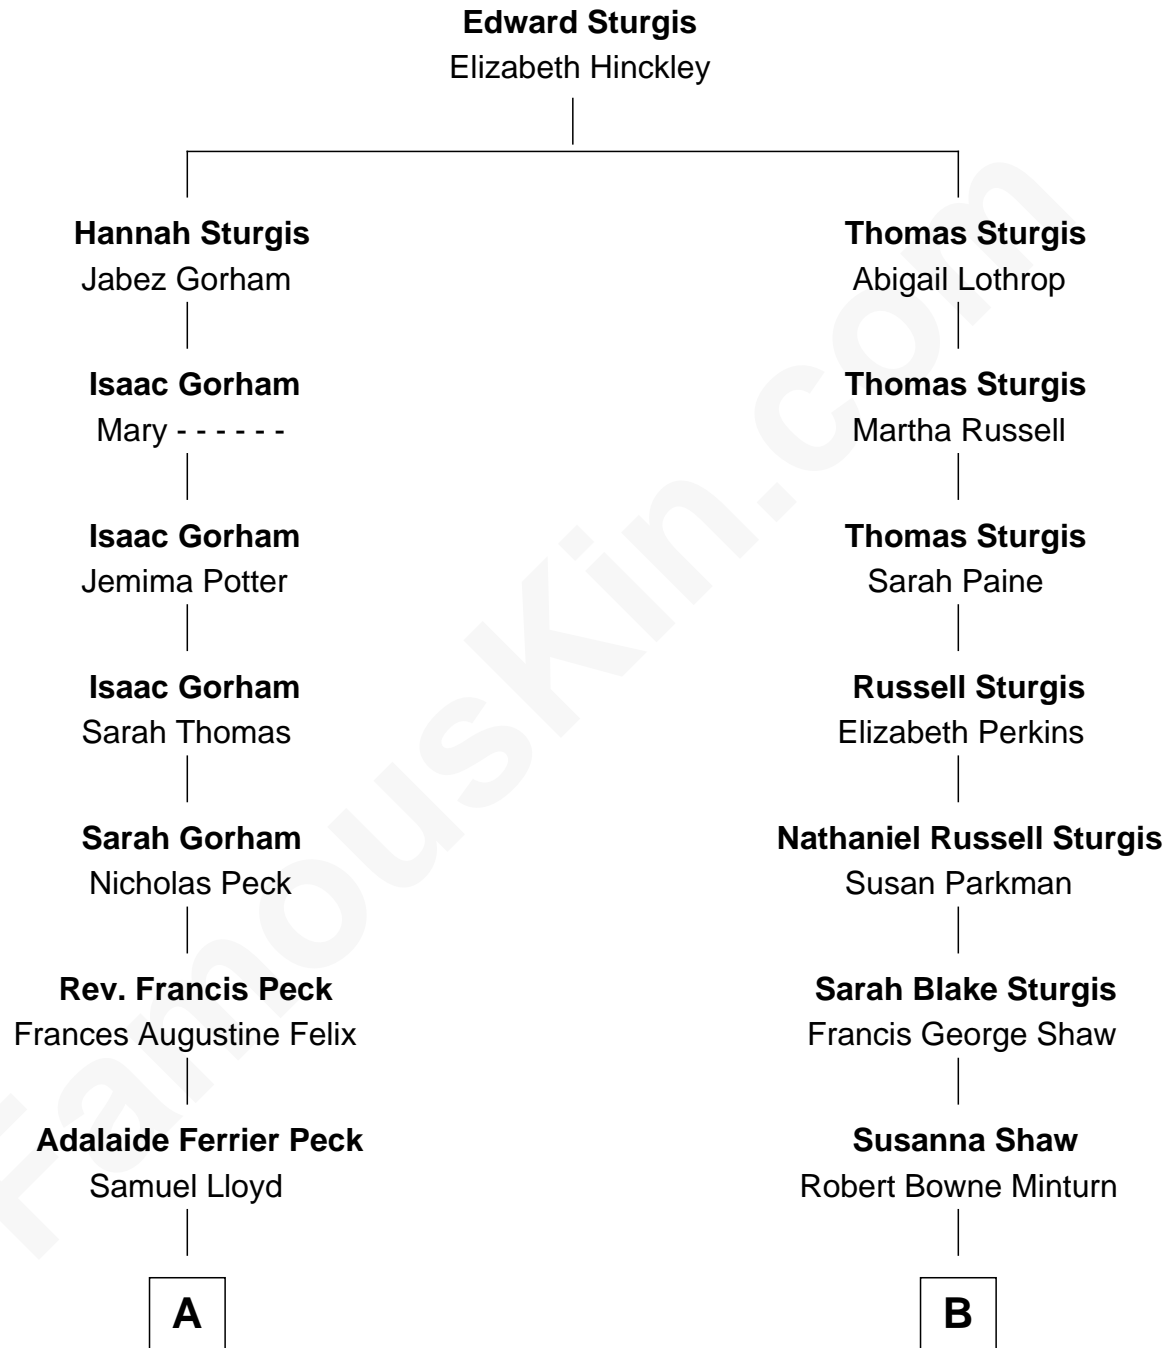 Edward Sturgis
Elizabeth Hinckley
Hannah Sturgis
Jabez Gorham
Thomas Sturgis
Abigail Lothrop
Isaac Gorham
Mary - - - - - -
Thomas Sturgis
Martha Russell
Isaac Gorham
Jemima Potter
Thomas Sturgis
Sarah Paine
Isaac Gorham
Sarah Thomas
Russell Sturgis
Elizabeth Perkins
Sarah Gorham
Nicholas Peck
Nathaniel Russell Sturgis
Susan Parkman
Rev. Francis Peck
Frances Augustine Felix
Sarah Blake Sturgis
Francis George Shaw
Adalaide Ferrier Peck
Samuel Lloyd
Susanna Shaw
Robert Bowne Minturn
A
B
FamousKin.com